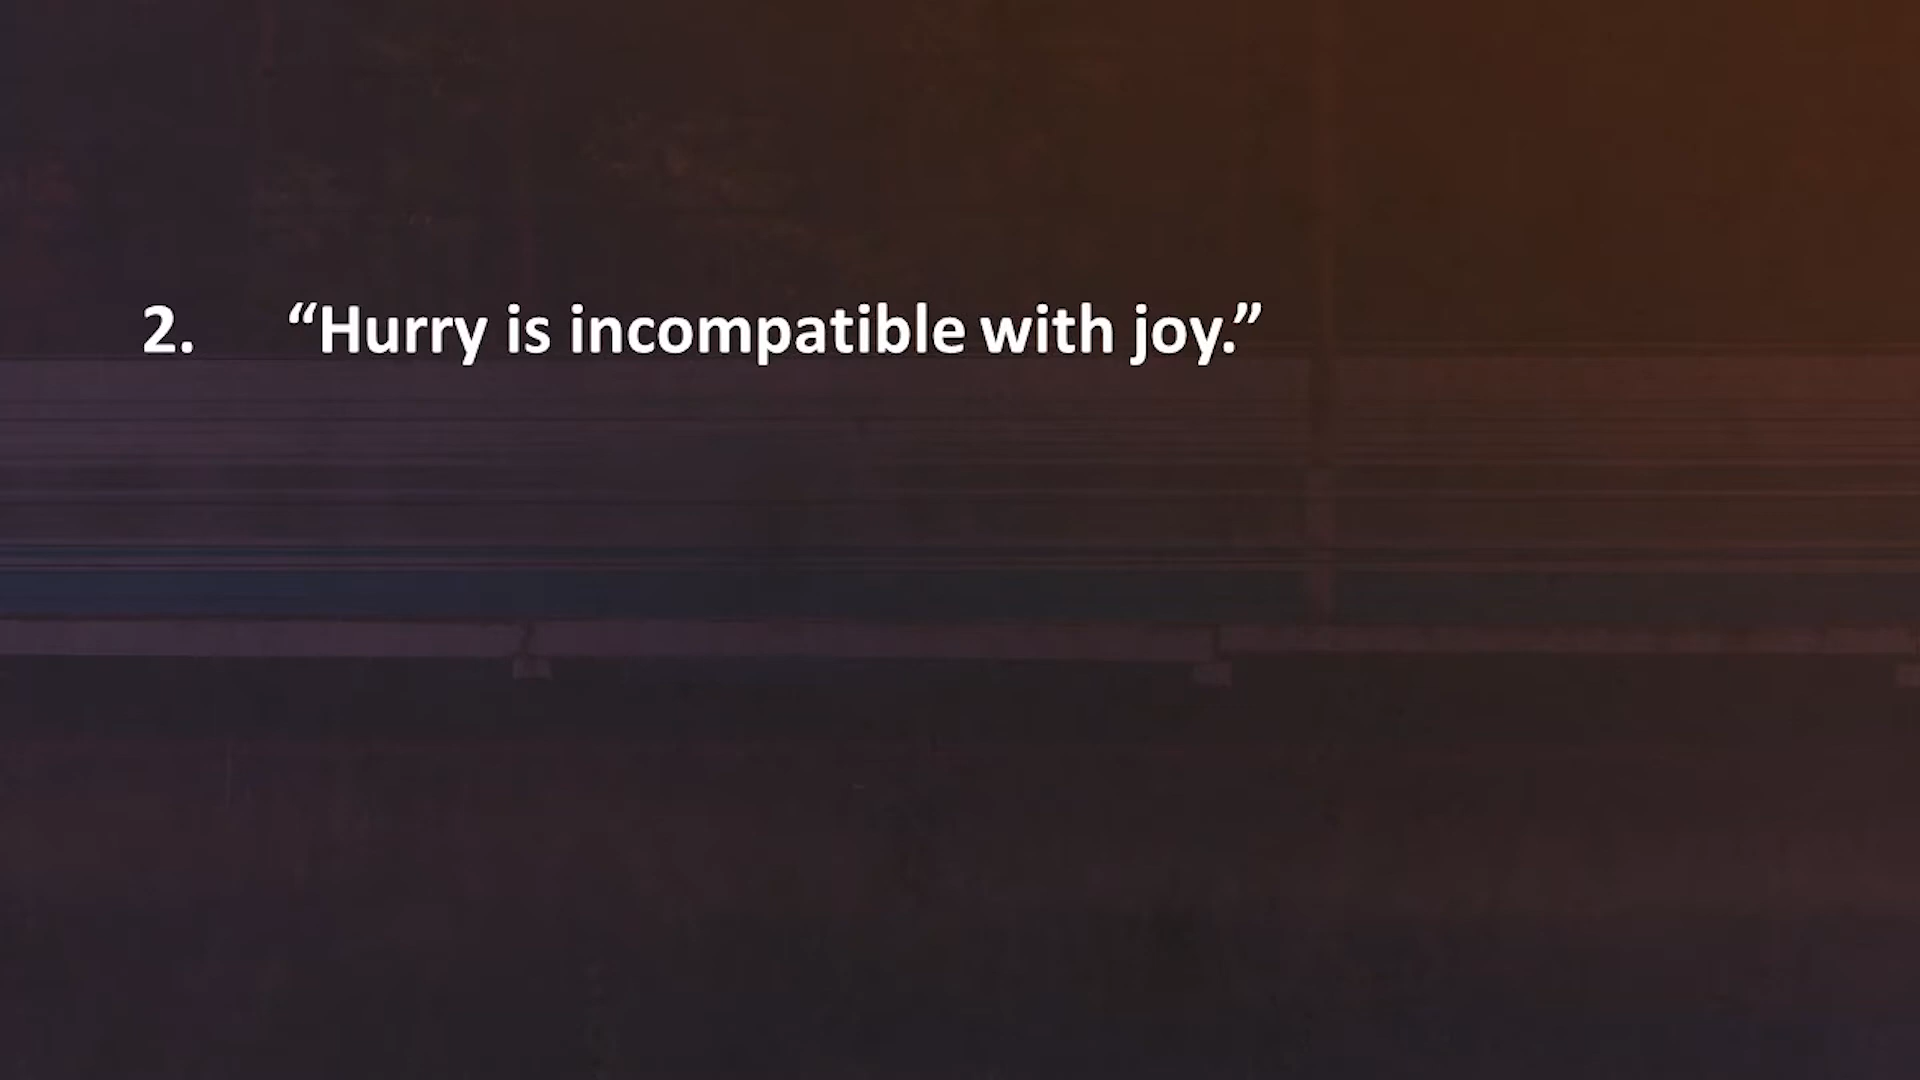 2. “Hurry is incompatible with joy.”